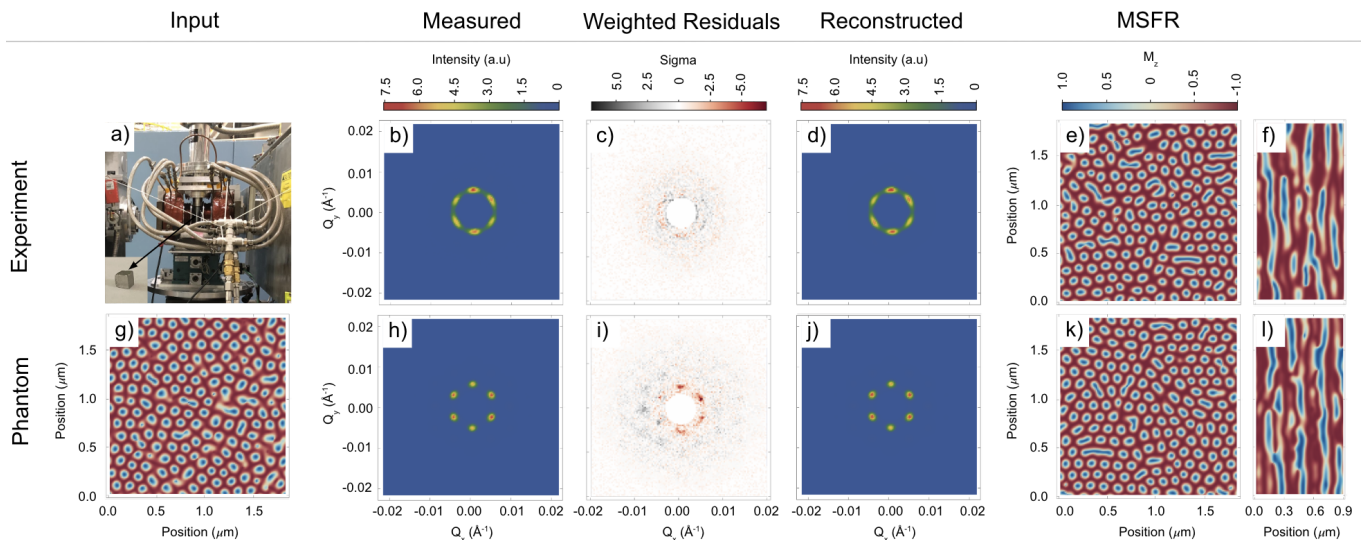 Input Measured Weighted Residuals Reconstructed MSFR
Intensity (a.u) Sigma Intensity (a.u) M_z
7.5 6.0 4.5 3.0 1.5 0 5.0 2.5 0 -2.5 -5.0 7.5 6.0 4.5 3.0 1.5 0 1.0 0.5 0 -0.5 -1.0
Experiment
a) b) c) d) e) f)
Q_y (Å⁻¹)
0.02
0.01
0.00
-0.01
-0.02
Position (μm)
1.5
1.0
0.5
0.0
Phantom
g) h) i) j) k) l)
Position (μm)
1.5
1.0
0.5
0.0
Q_y (Å⁻¹)
0.02
0.01
0.00
-0.01
-0.02
Position (μm)
1.5
1.0
0.5
0.0
0.0 0.5 1.0 1.5 -0.02 -0.01 0.00 0.01 0.02 -0.02 -0.01 0.00 0.01 0.02 -0.02 -0.01 0.00 0.01 0.02 0.0 0.5 1.0 1.5 0.0 0.3 0.6 0.9
Position (μm) Q_x (Å⁻¹) Q_x (Å⁻¹) Q_x (Å⁻¹) Position (μm) Position (μm)